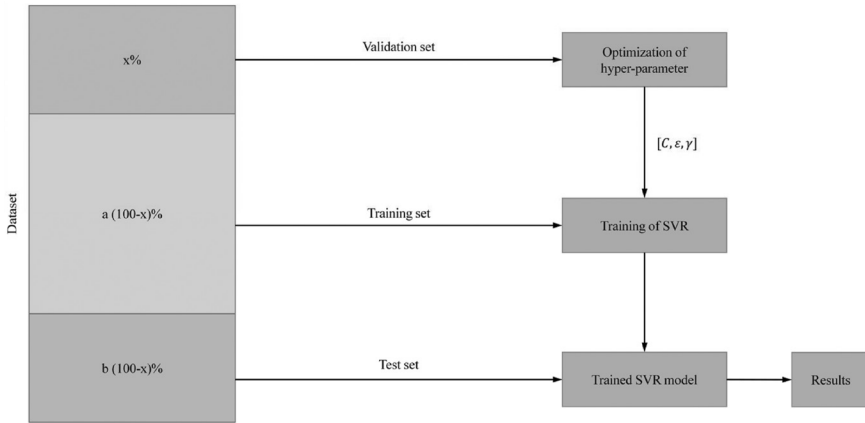 Dataset
x%
Validation set
Optimization of
hyper-parameter
[C, ε, γ]
a (100-x)%
Training set
Training of SVR
b (100-x)%
Test set
Trained SVR model
Results